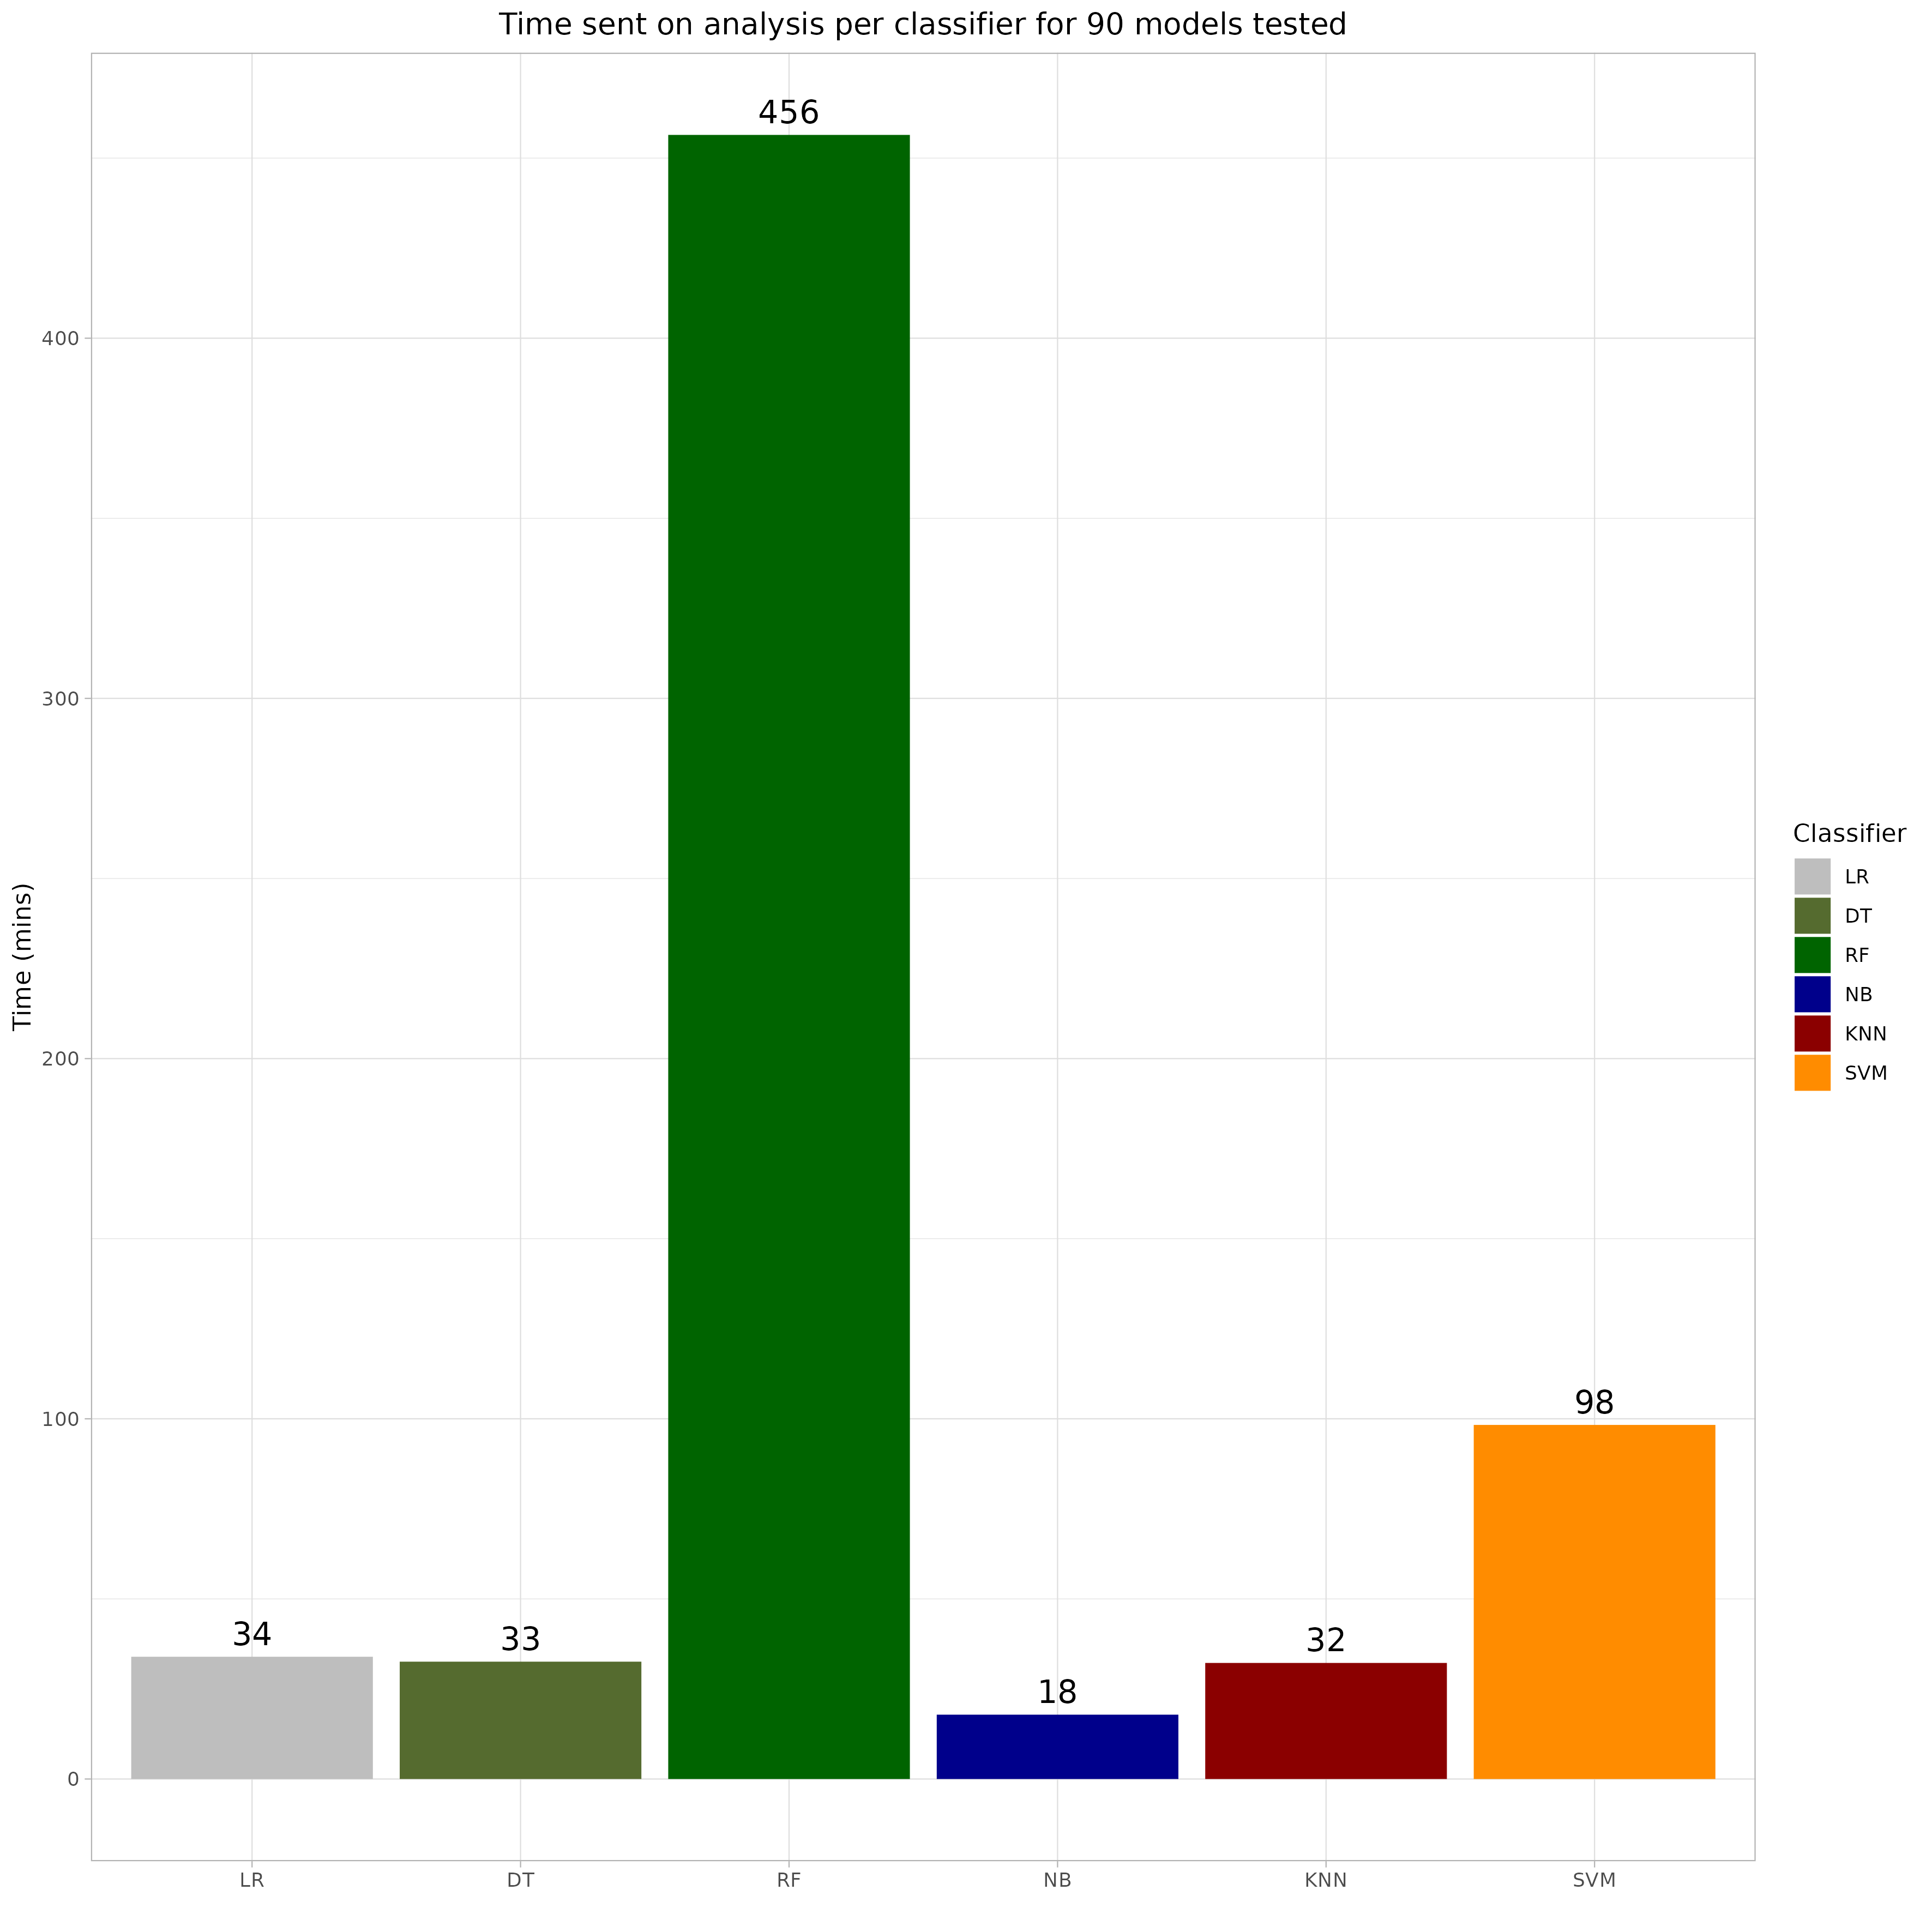 Time sent on analysis per classifier for 90 models tested
456
400
300
Classifier
LR
DT
RF
NB
KNN
SVM
Time (mins)
200
100
98
34
33
18
32
0
LR DT RF NB KNN SVM